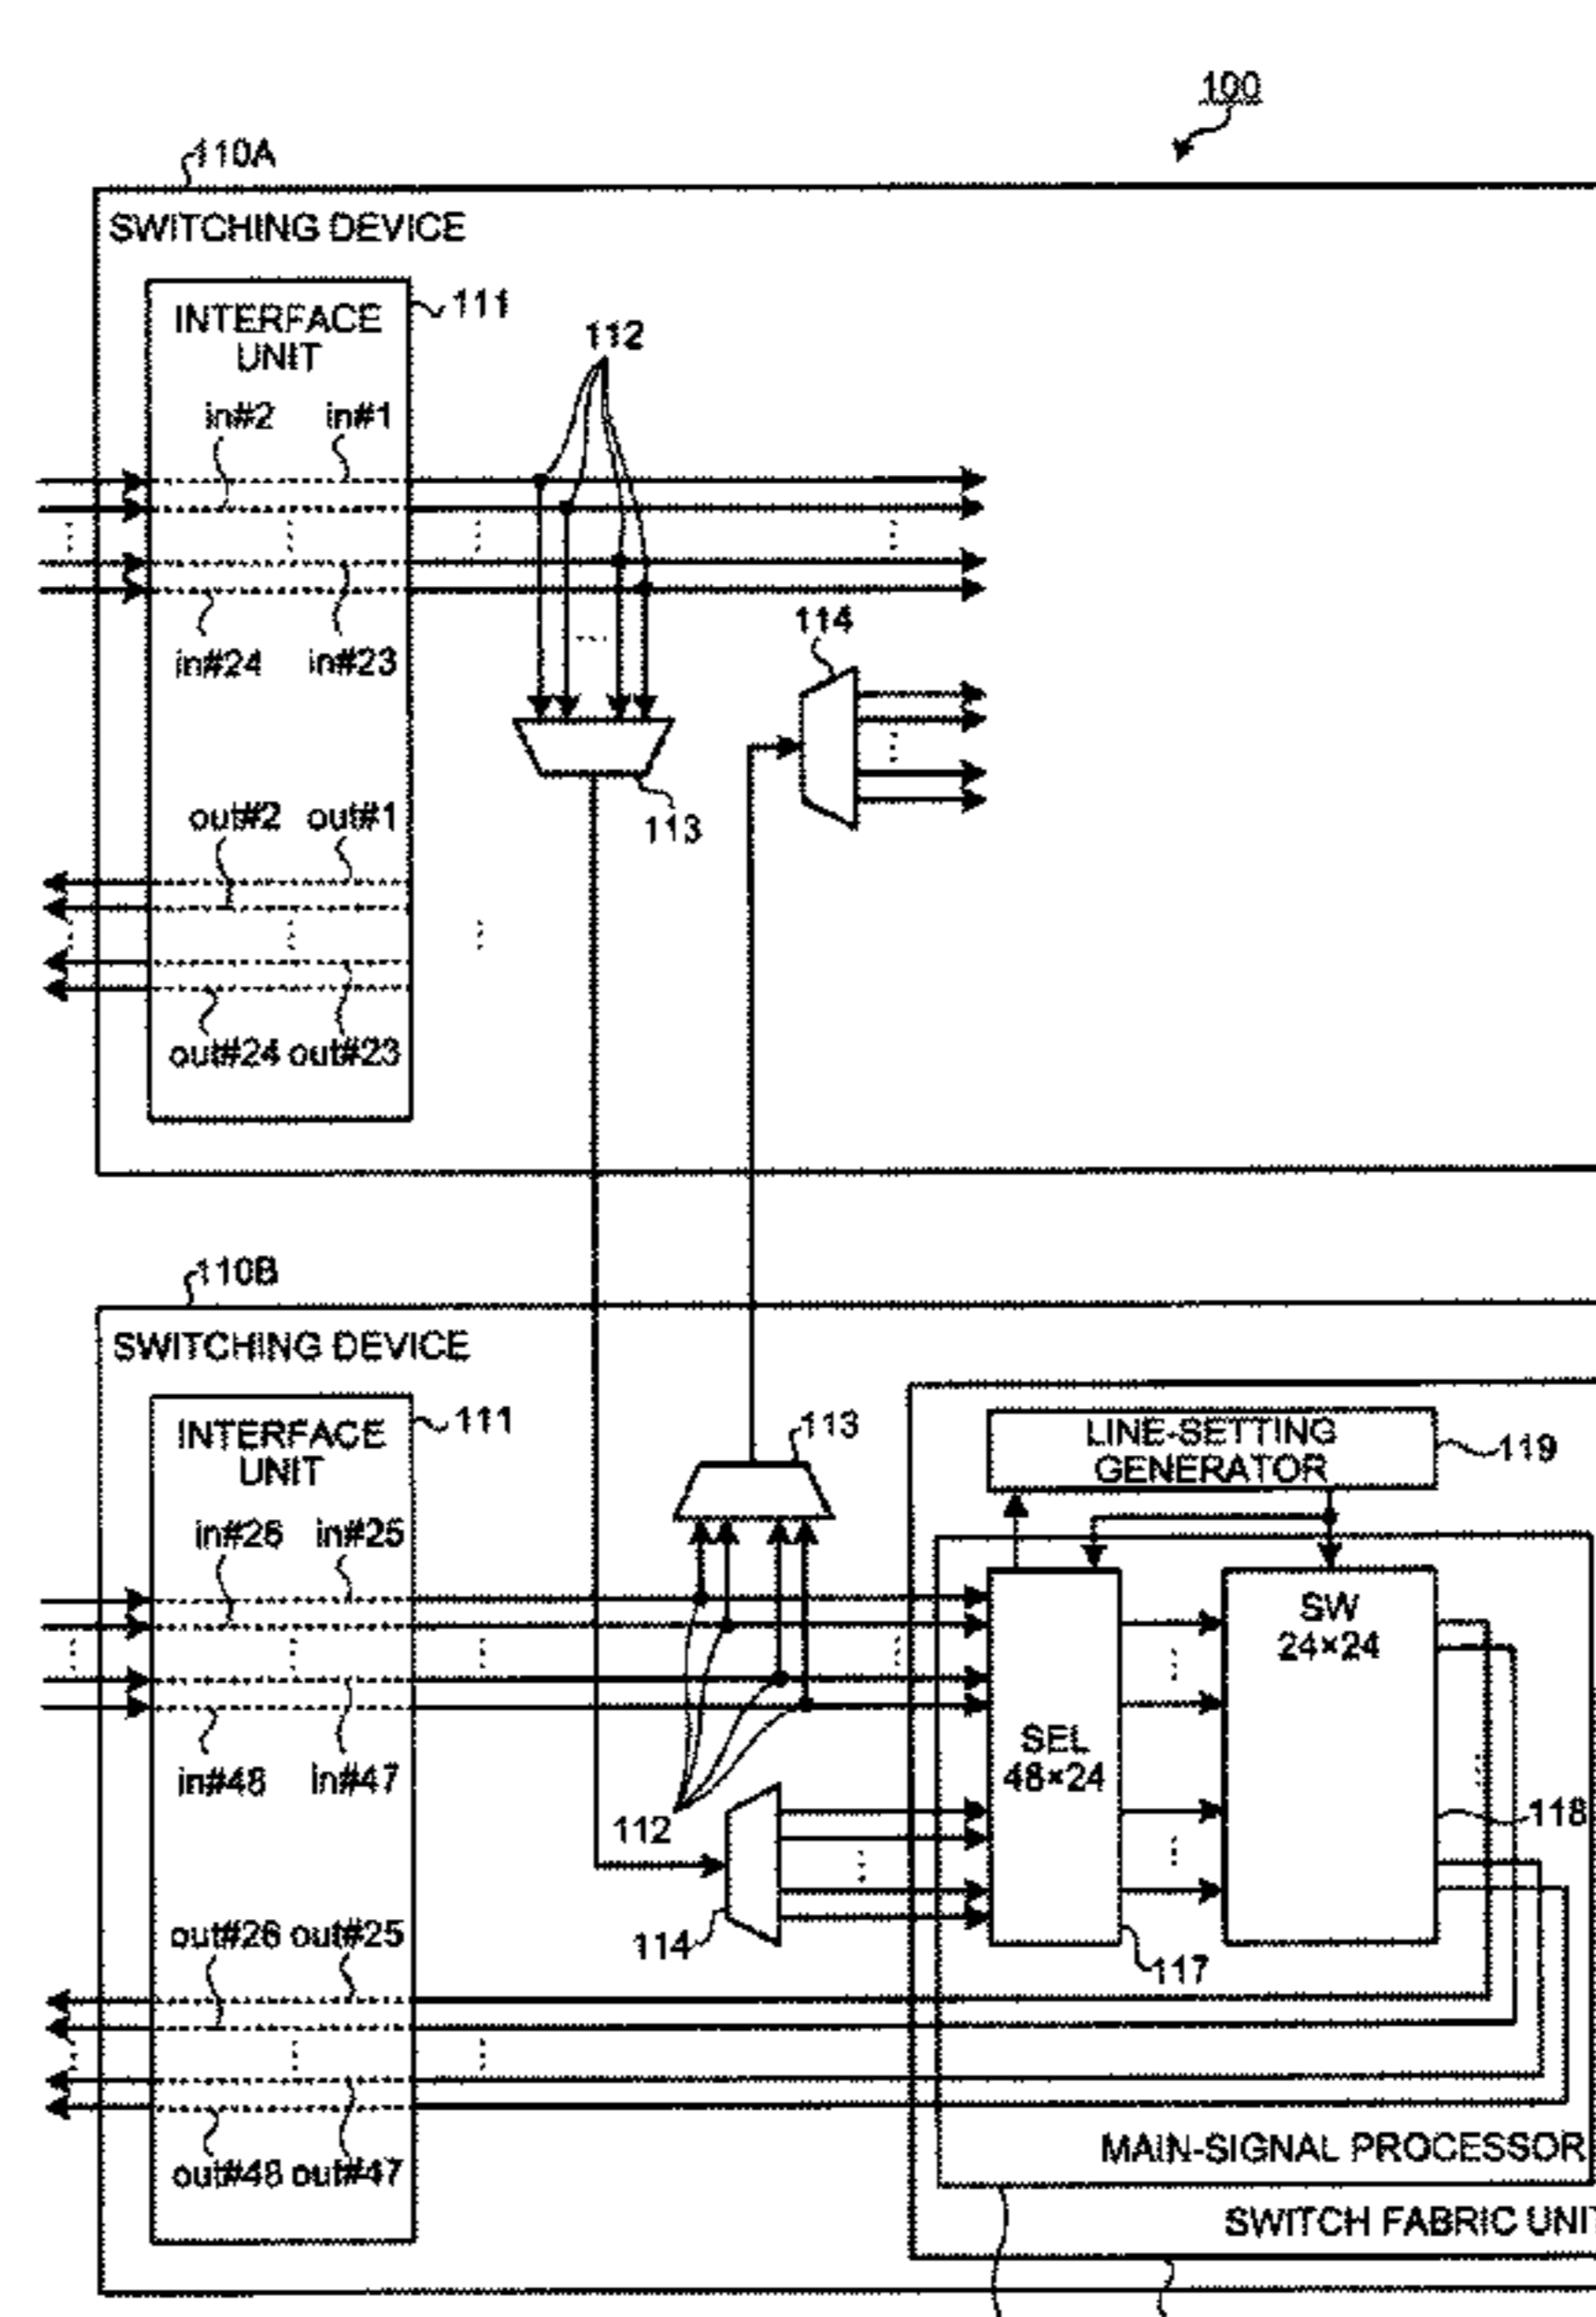 100
110A
SWITCHING DEVICE
INTERFACE
UNIT
111
112
in#2
in#1
in#24
in#23
114
113
out#2
out#1
out#24
out#23
110B
SWITCHING DEVICE
INTERFACE
UNIT
111
113
LINE-SETTING
GENERATOR
119
in#26
in#25
SW
24×24
SEL
48×24
in#48
in#47
112
118
114
117
out#26
out#25
out#48
out#47
MAIN-SIGNAL PROCESSOR
SWITCH FABRIC UNIT